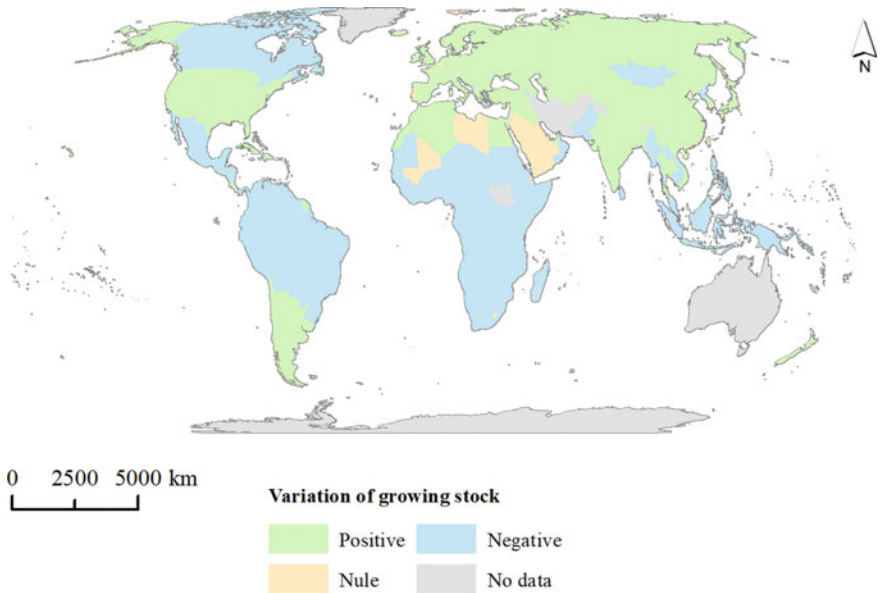 N
0 2500 5000 km
Variation of growing stock
Positive Negative
Nule No data